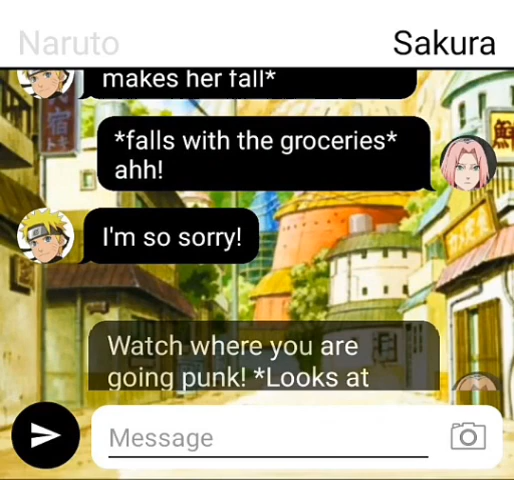 Naruto
Sakura
makes her fall*
*falls with the groceries*
ahh!
I'm so sorry!
Watch where you are
going punk! *Looks at
Message
宿